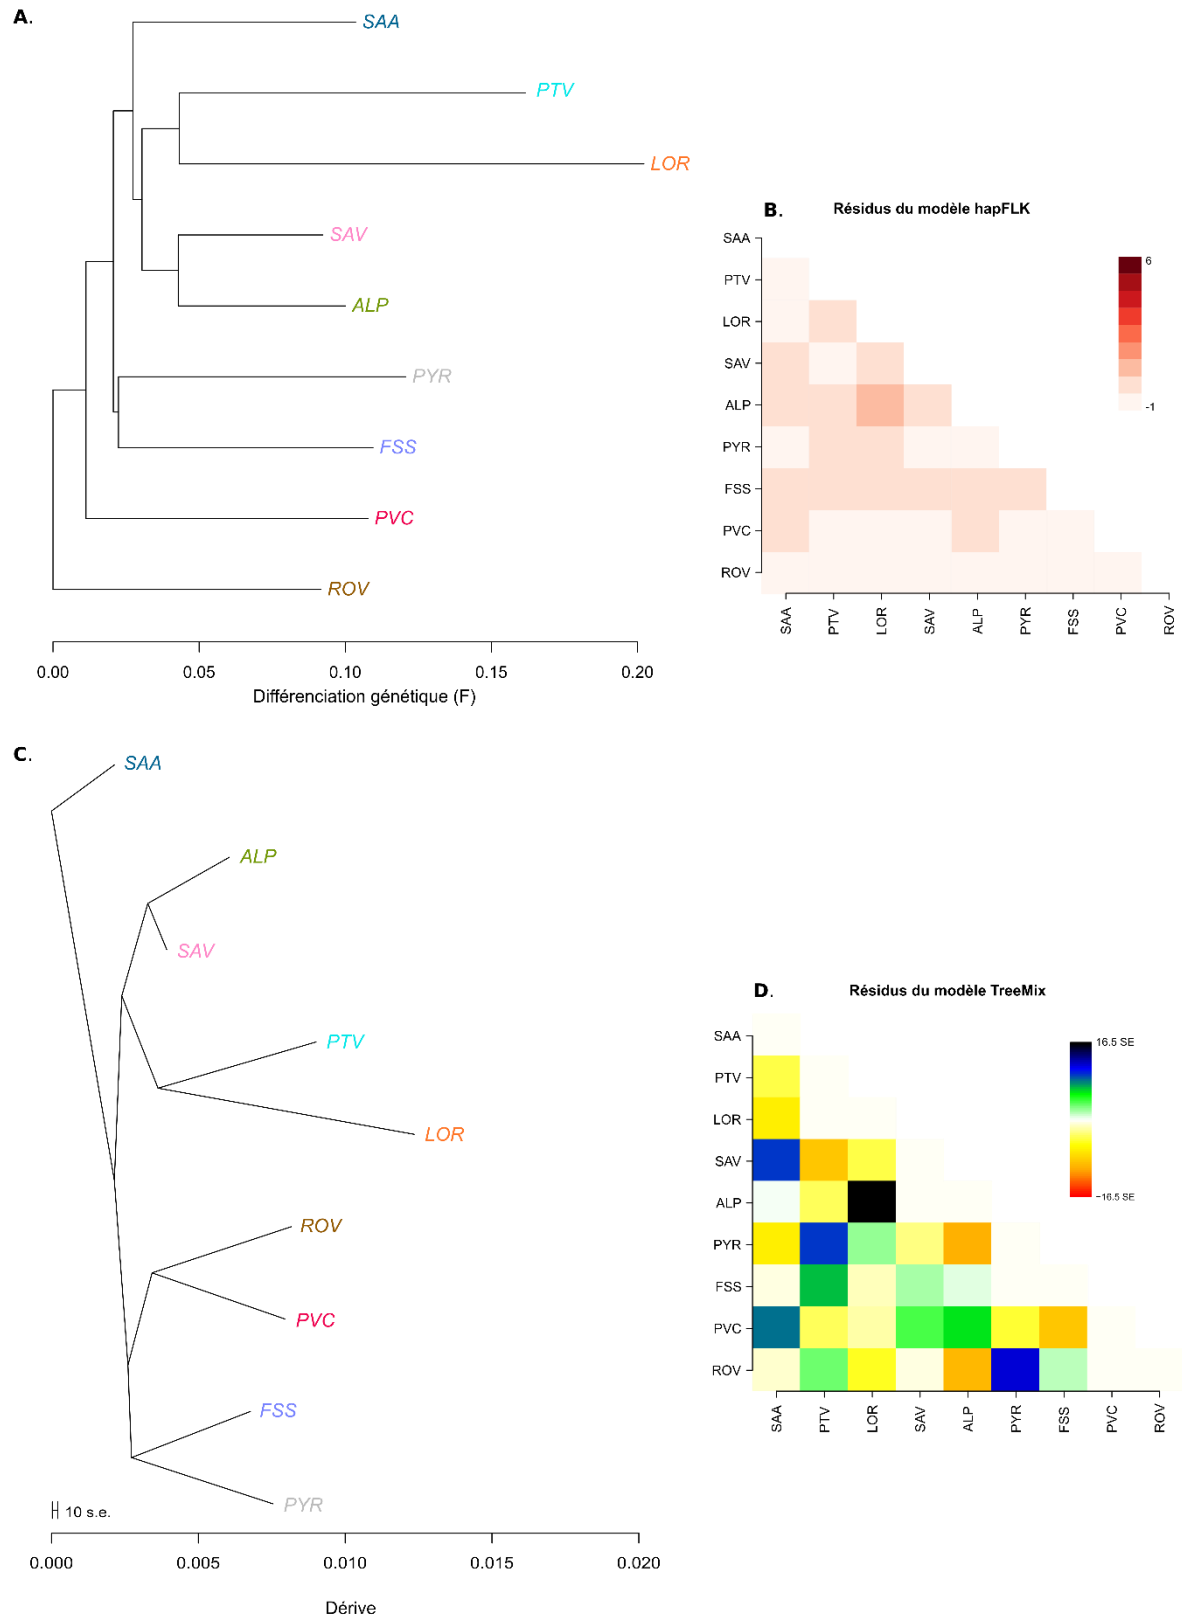 A.
SAA
PTV
LOR
SAV
ALP
PYR
FSS
PVC
ROV
0.00 0.05 0.10 0.15 0.20
Différenciation génétique (F)
B. Résidus du modèle hapFLK
SAA
PTV
LOR
SAV
ALP
PYR
FSS
PVC
ROV
6
-1
SAA PTV LOR SAV ALP PYR FSS PVC ROV
C.
SAA
ALP
SAV
PTV
LOR
ROV
PVC
FSS
PYR
10 s.e.
0.000 0.005 0.010 0.015 0.020
Dérive
D. Résidus du modèle TreeMix
SAA
PTV
LOR
SAV
ALP
PYR
FSS
PVC
ROV
16.5 SE
−16.5 SE
SAA PTV LOR SAV ALP PYR FSS PVC ROV